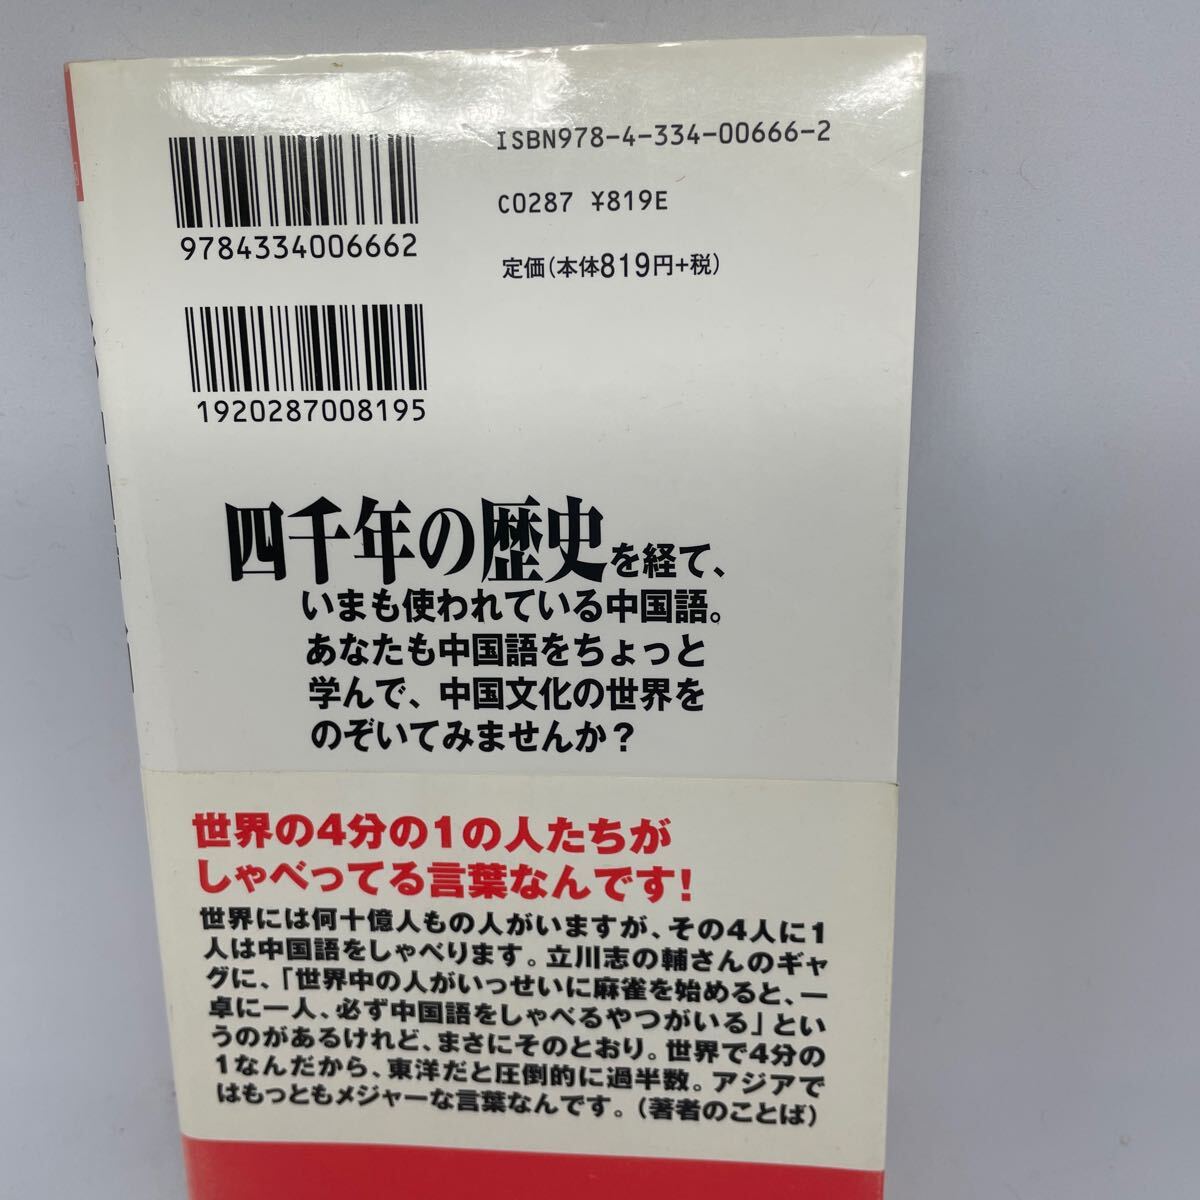 ISBN978-4-334-00666-2
9784334006662
C0287 ¥819E
定価(本体819円+税)
1920287008195
四千年の歴史を経て、
いまも使われている中国語。
あなたも中国語をちょっと
学んで、中国文化の世界を
のぞいてみませんか?
世界の4分の1の人たちが
しゃべってる言葉なんです!
世界には何十億人もの人がいますが、その4人に1
人は中国語をしゃべります。立川志の輔さんのギャ
グに、「世界中の人がいっせいに麻雀を始めると、一
卓に一人、必ず中国語をしゃべるやつがいる」とい
うのがあるけれど、まさにそのとおり。世界で4分の
1なんだから、東洋だと圧倒的に過半数。アジアで
はもっともメジャーな言葉なんです。(著者のことば)